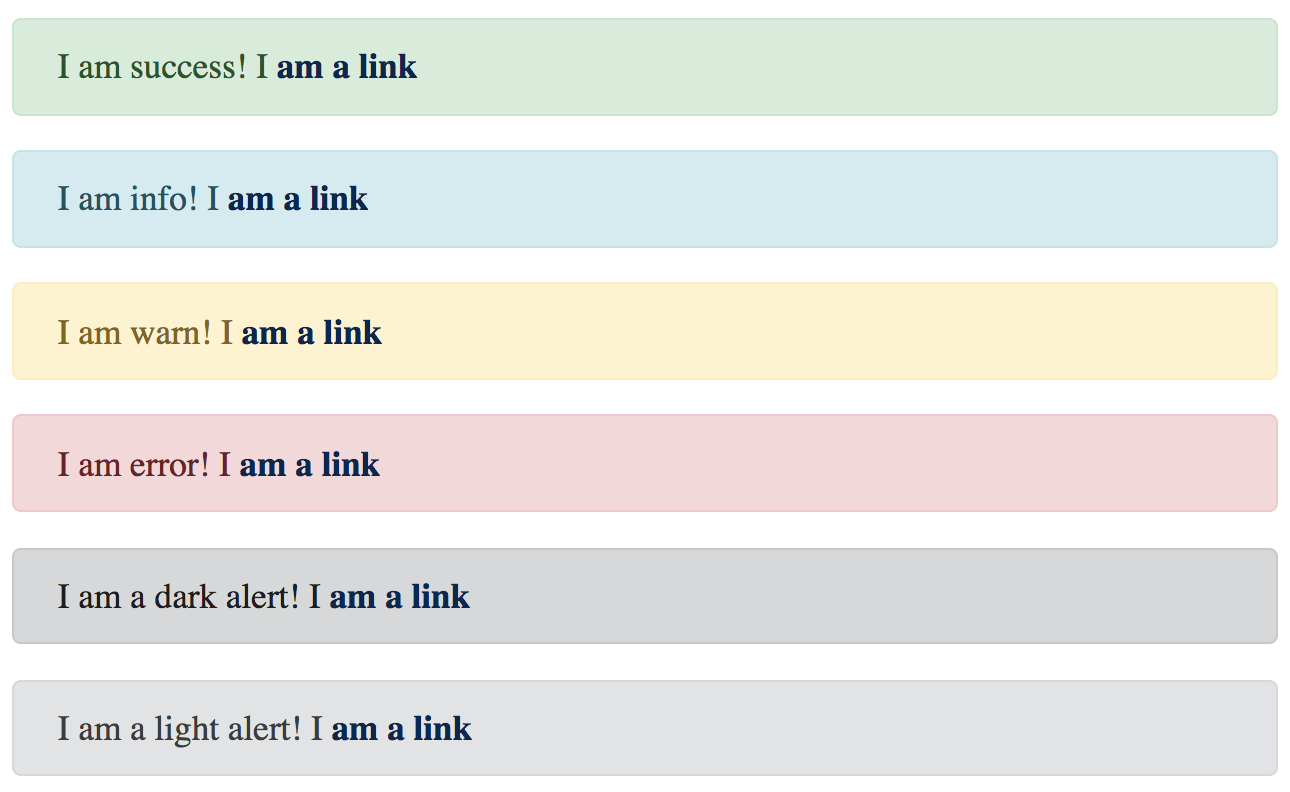 I am success! I am a link
I am info! I am a link
I am warn! I am a link
I am error! I am a link
I am a dark alert! I am a link
I am a light alert! I am a link